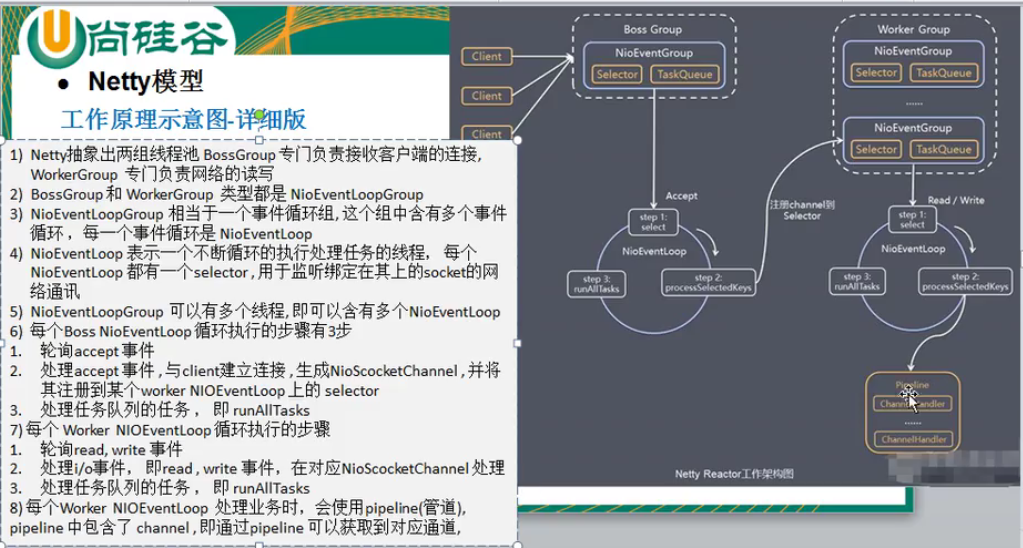 尚硅谷
● Netty模型
工作原理示意图-详细版
1) Netty抽象出两组线程池 BossGroup 专门负责接收客户端的连接,
WorkerGroup 专门负责网络的读写
2) BossGroup 和 WorkerGroup 类型都是 NioEventLoopGroup
3) NioEventLoopGroup 相当于一个事件循环组, 这个组中含有多个事件
循环 ，每一个事件循环是 NioEventLoop
4) NioEventLoop 表示一个不断循环的执行处理任务的线程， 每个
NioEventLoop 都有一个selector , 用于监听绑定在其上的socket的网
络通讯
5) NioEventLoopGroup 可以有多个线程, 即可以含有多个NioEventLoop
6) 每个Boss NioEventLoop 循环执行的步骤有3步
1. 轮询accept 事件
2. 处理accept 事件 , 与client建立连接 , 生成NioScocketChannel , 并将
其注册到某个worker NIOEventLoop 上的 selector
3. 处理任务队列的任务 ， 即 runAllTasks
7) 每个 Worker NIOEventLoop 循环执行的步骤
1. 轮询read, write 事件
2. 处理i/o事件， 即read , write 事件，在对应NioScocketChannel 处理
3. 处理任务队列的任务 ， 即 runAllTasks
8) 每个Worker NIOEventLoop 处理业务时，会使用pipeline(管道),
pipeline 中包含了 channel , 即通过pipeline 可以获取到对应通道,
Client
Client
Client
Boss Group
NioEventGroup
Selector TaskQueue
Worker Group
NioEventGroup
Selector TaskQueue
......
NioEventGroup
Selector TaskQueue
Accept
step 1:
select
NioEventLoop
step 3:
runAllTasks
step 2:
processSelectedKeys
注册channel到
Selector
Read / Write
step 1:
select
NioEventLoop
step 3:
runAllTasks
step 2:
processSelectedKeys
Pipeline
ChannelHandler
......
ChannelHandler
Netty Reactor工作架构图